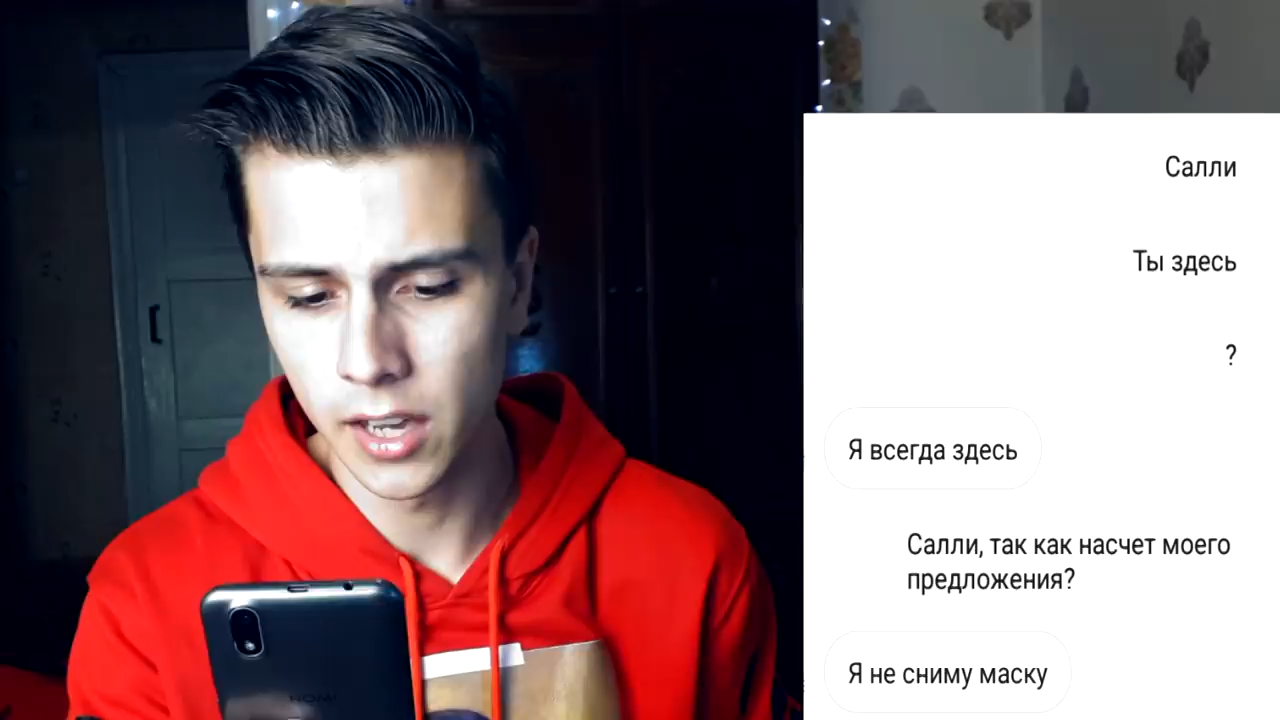 Салли
Ты здесь
?
Я всегда здесь
Салли, так как насчет моего
предложения?
Я не сниму маску